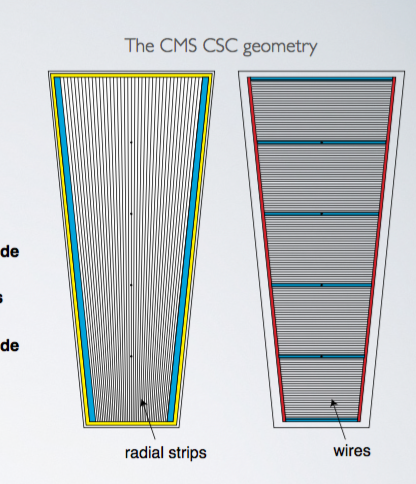 The CMS CSC geometry
de
s
de
radial strips
wires